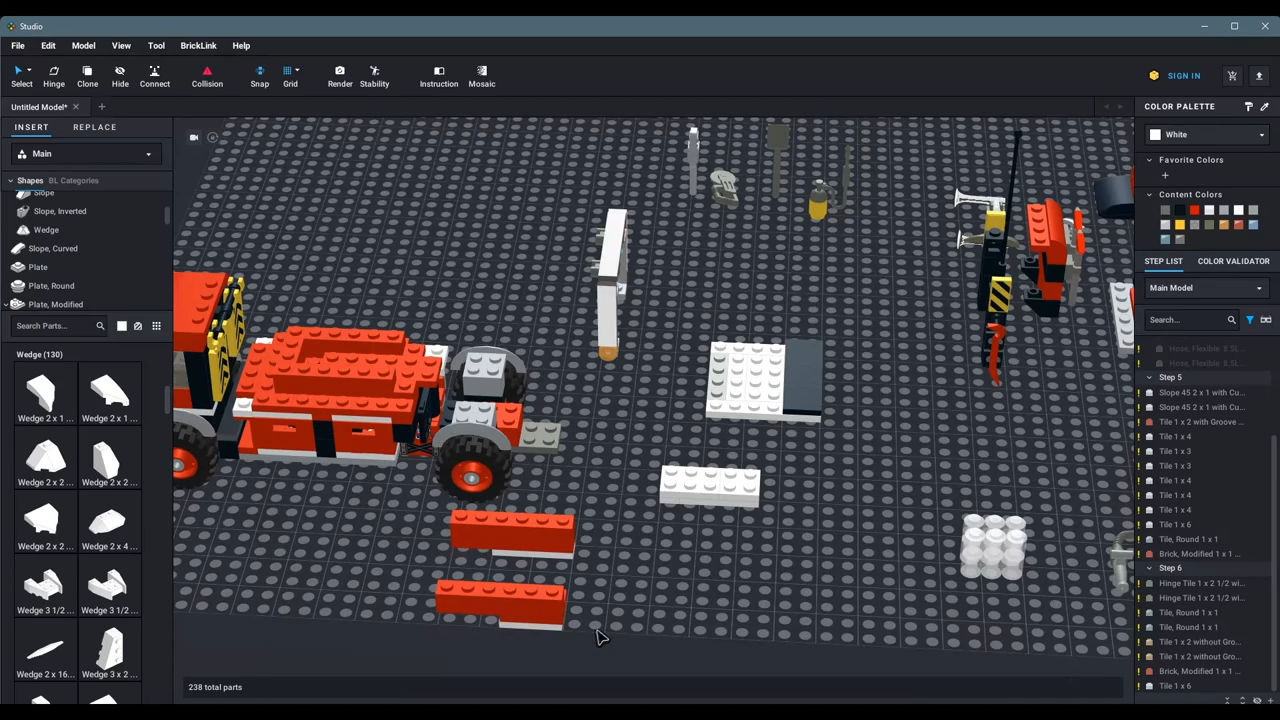 Studio
File Edit Model View Tool BrickLink Help
Select Hinge Clone Hide Connect Collision Snap Grid Render Stability Instruction Mosaic SIGN IN
Untitled Model*
COLOR PALETTE
INSERT REPLACE
White
Main
Favorite Colors
Shapes BL Categories
Slope
Content Colors
Slope, Inverted
Wedge
Slope, Curved
STEP LIST COLOR VALIDATOR
Plate
Plate, Round
Main Model
Plate, Modified
Search Parts...
Search...
Hose, Flexible 8.5L...
Wedge (130)
Hose, Flexible 8.5L...
Step 5
Slope 45 2 x 1 with Cu...
Wedge 2 x 1 ... Wedge 2 x 1 ...
Slope 45 2 x 1 with Cu...
Tile 1 x 2 with Groove ...
Tile 1 x 4
Tile 1 x 3
Tile 1 x 3
Wedge 2 x 2 ... Wedge 2 x 2 ...
Tile 1 x 4
Tile 1 x 4
Tile 1 x 4
Tile 1 x 6
Tile, Round 1 x 1
Wedge 2 x 2 ... Wedge 2 x 4 ...
Brick, Modified 1 x 1 ...
Step 6
Hinge Tile 1 x 2 1/2 wi...
Hinge Tile 1 x 2 1/2 wi...
Wedge 3 1/2 ... Wedge 3 1/2 ...
Tile, Round 1 x 1
Tile, Round 1 x 1
Tile 1 x 2 without Gro...
Tile 1 x 2 without Gro...
Wedge 2 x 16... Wedge 3 x 2 ...
Brick, Modified 1 x 1 ...
Tile 1 x 6
238 total parts